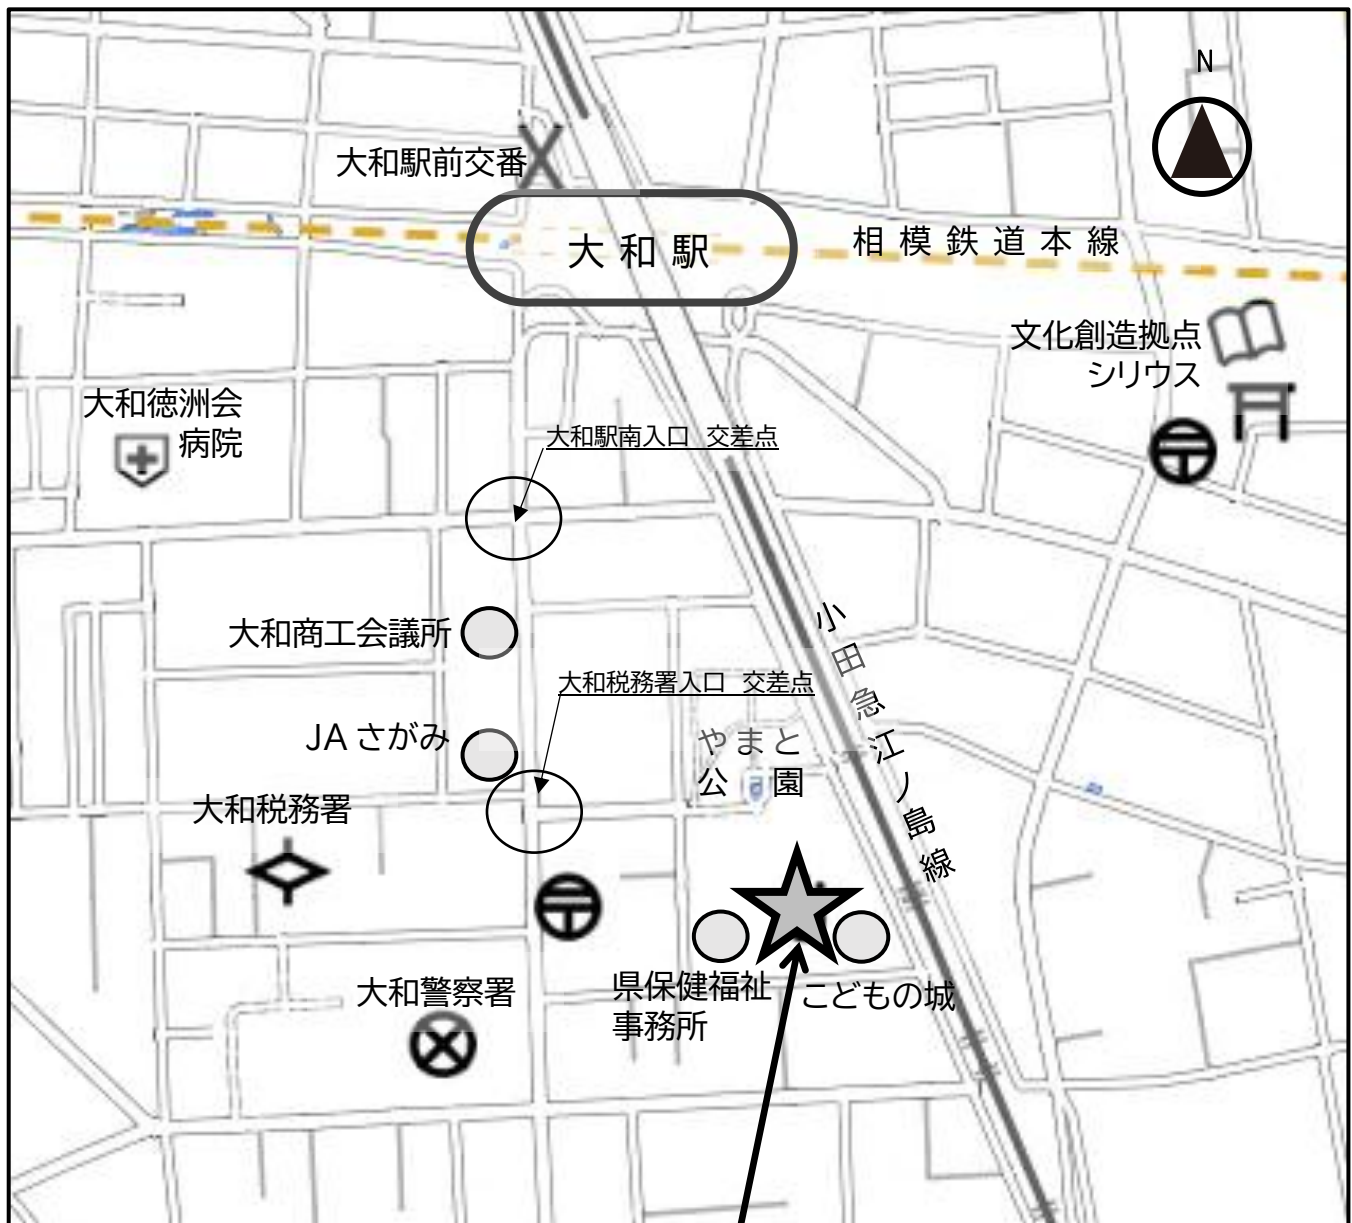 N
大和駅前交番
大和駅
相模鉄道本線
文化創造拠点
シリウス
大和徳洲会
病院
大和駅南入口 交差点
大和商工会議所
小田急江ノ島線
大和税務署入口 交差点
JAさがみ
やまと
公園
大和税務署
大和警察署
県保健福祉
事務所
こどもの城